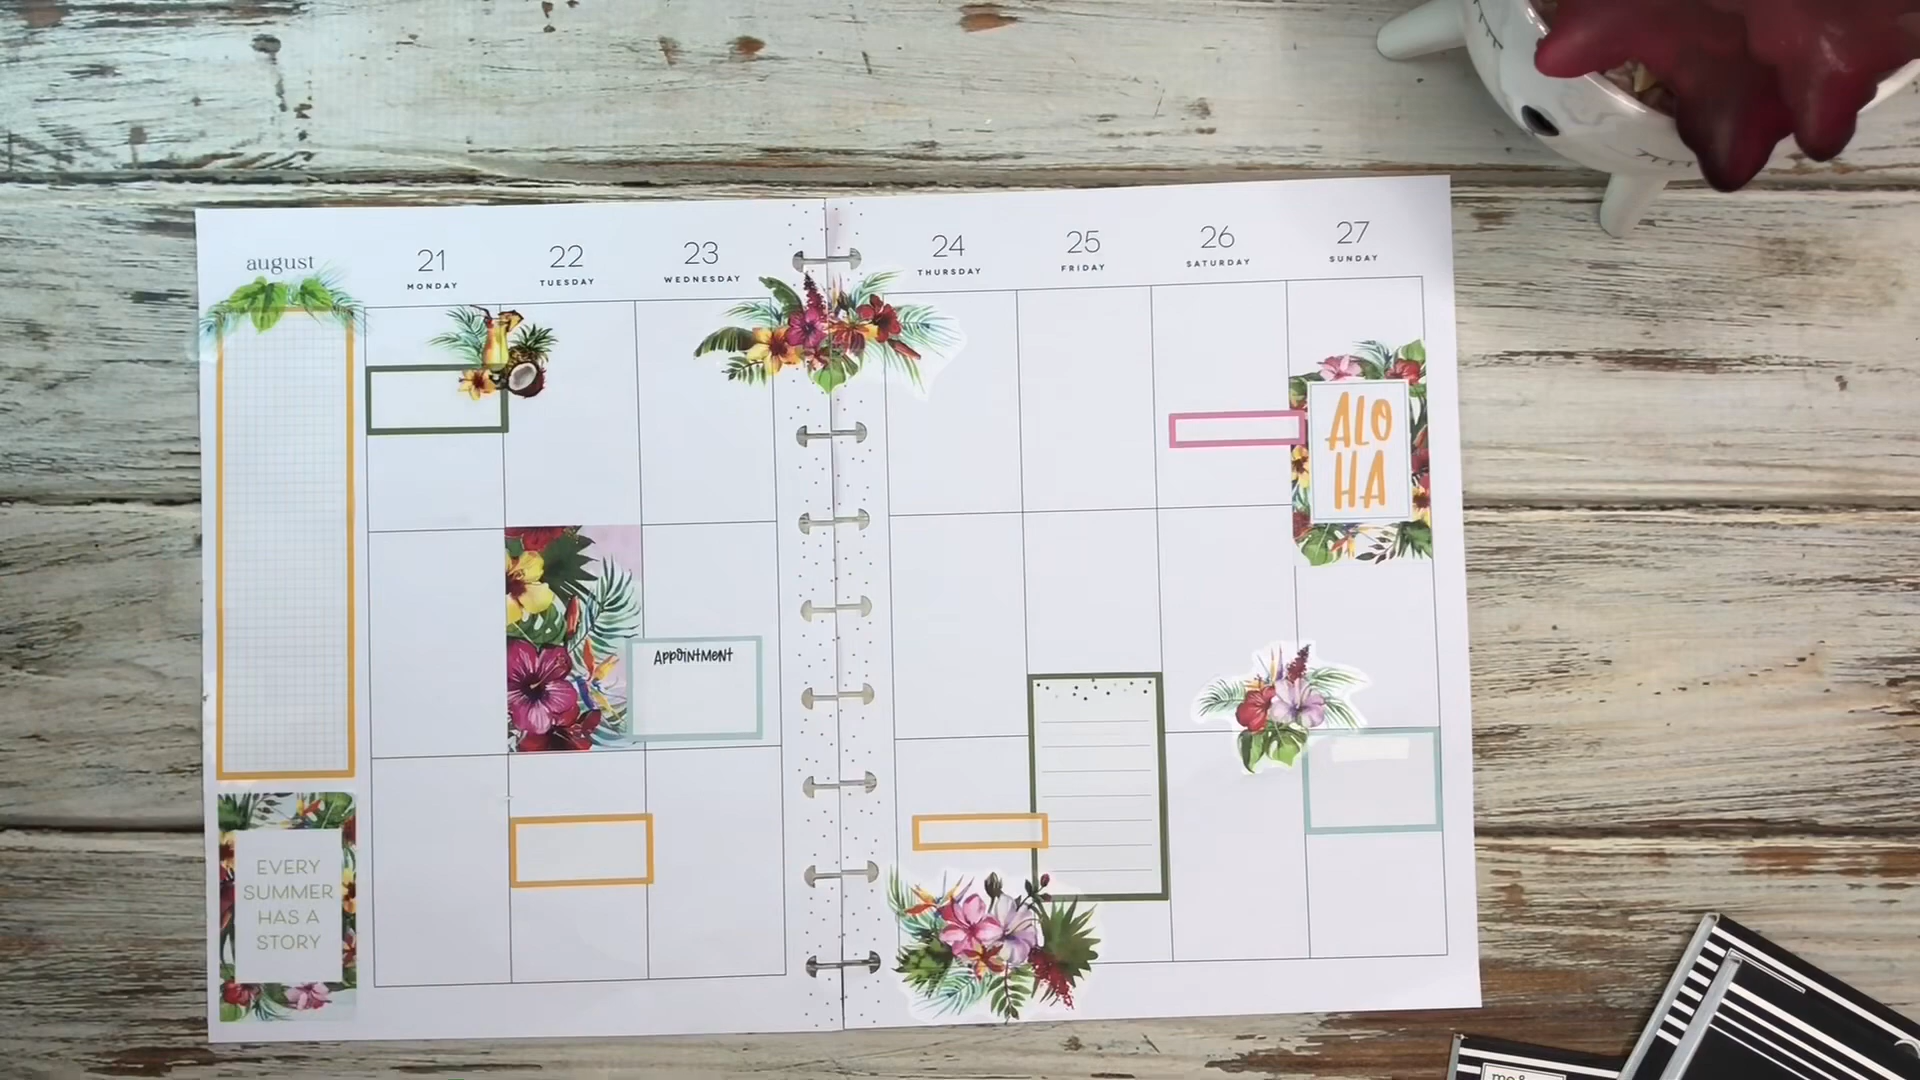 august
21
MONDAY
22
TUESDAY
23
WEDNESDAY
24
THURSDAY
25
FRIDAY
26
SATURDAY
27
SUNDAY
ALO
HA
APPOINTMENT
EVERY
SUMMER
HAS A
STORY